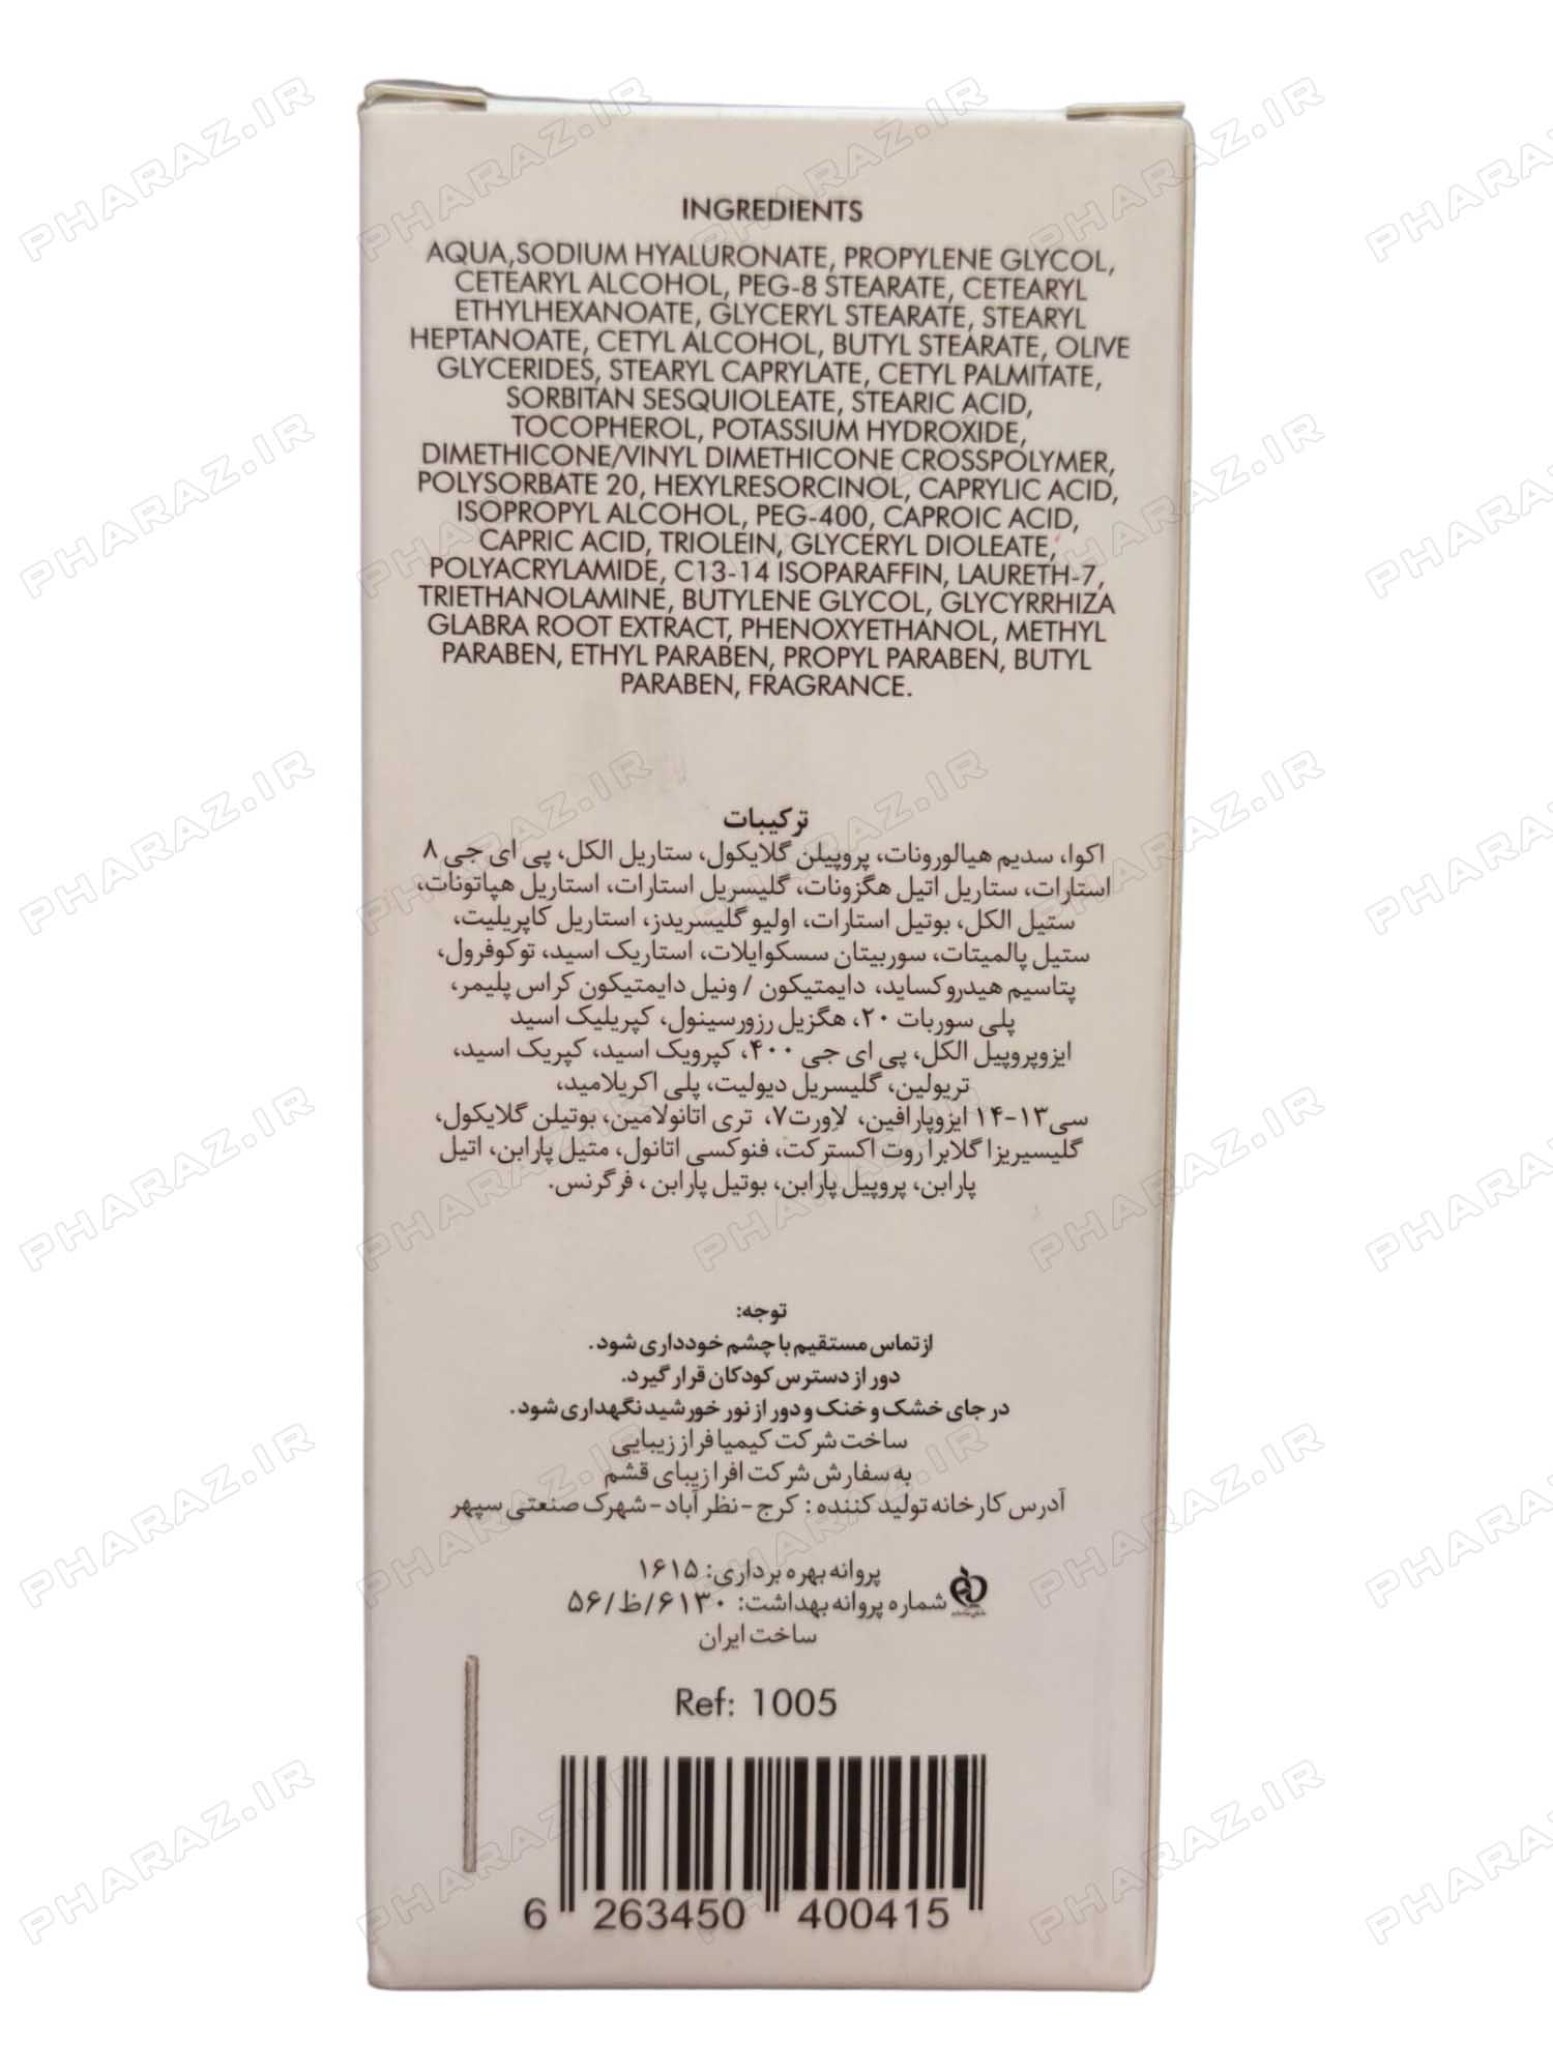 INGREDIENTS
AQUA,SODIUM HYALURONATE, PROPYLENE GLYCOL,
CETEARYL ALCOHOL, PEG-8 STEARATE, CETEARYL
ETHYLHEXANOATE, GLYCERYL STEARATE, STEARYL
HEPTANOATE, CETYL ALCOHOL, BUTYL STEARATE, OLIVE
GLYCERIDES, STEARYL CAPRYLATE, CETYL PALMITATE,
SORBITAN SESQUIOLEATE, STEARIC ACID,
TOCOPHEROL, POTASSIUM HYDROXIDE,
DIMETHICONE/VINYL DIMETHICONE CROSSPOLYMER,
POLYSORBATE 20, HEXYLRESORCINOL, CAPRYLIC ACID,
ISOPROPYL ALCOHOL, PEG-400, CAPROIC ACID,
CAPRIC ACID, TRIOLEIN, GLYCERYL DIOLEATE,
POLYACRYLAMIDE, C13-14 ISOPARAFFIN, LAURETH-7,
TRIETHANOLAMINE, BUTYLENE GLYCOL, GLYCYRRHIZA
GLABRA ROOT EXTRACT, PHENOXYETHANOL, METHYL
PARABEN, ETHYL PARABEN, PROPYL PARABEN, BUTYL
PARABEN, FRAGRANCE.
ترکیبات
اکوا، سدیم هیالورونات، پروپیلن گلایکول، ستاریل الکل، پی ای جی ۸
استارات، ستاریل اتیل هگزونات، گلیسریل استارات، استاریل هپاتونات،
ستیل الکل، بوتیل استارات، اولیو گلیسریدز، استاریل کاپریلیت،
ستیل پالمیتات، سوربیتان سسکوایلات، استاریک اسید، توکوفرول،
پتاسیم هیدروکساید، دایمتیکون / ونیل دایمتیکون کراس پلیمر،
پلی سوربات ۲۰، هگزیل رزورسینول، کپریلیک اسید
ایزوپروپیل الکل، پی ای جی ۴۰۰، کپرویک اسید، کپریک اسید،
تریولین، گلیسریل دیولیت، پلی اکریلامید،
سی۱۳-۱۴ ایزوپارافین، لاورت۷، تری اتانولامین، بوتیلن گلایکول،
گلیسیریزا گلابرا روت اکسترکت، فنوکسی اتانول، متیل پارابن، اتیل
پارابن، پروپیل پارابن، بوتیل پارابن ، فرگرنس.
توجه:
از تماس مستقیم با چشم خودداری شود.
دور از دسترس کودکان قرار گیرد.
در جای خشک و خنک و دور از نور خورشید نگهداری شود.
ساخت شرکت کیمیا فراز زیبایی
به سفارش شرکت افرا زیبای قشم
آدرس کارخانه تولید کننده : کرج -نظر آباد - شهرک صنعتی سپهر
پروانه بهره برداری: ۱۶۱۵
شماره پروانه بهداشت: ۵۶/ظ/۶۱۳۰
ساخت ایران
Ref: 1005
6 263450 400415
PHARAZ.IR